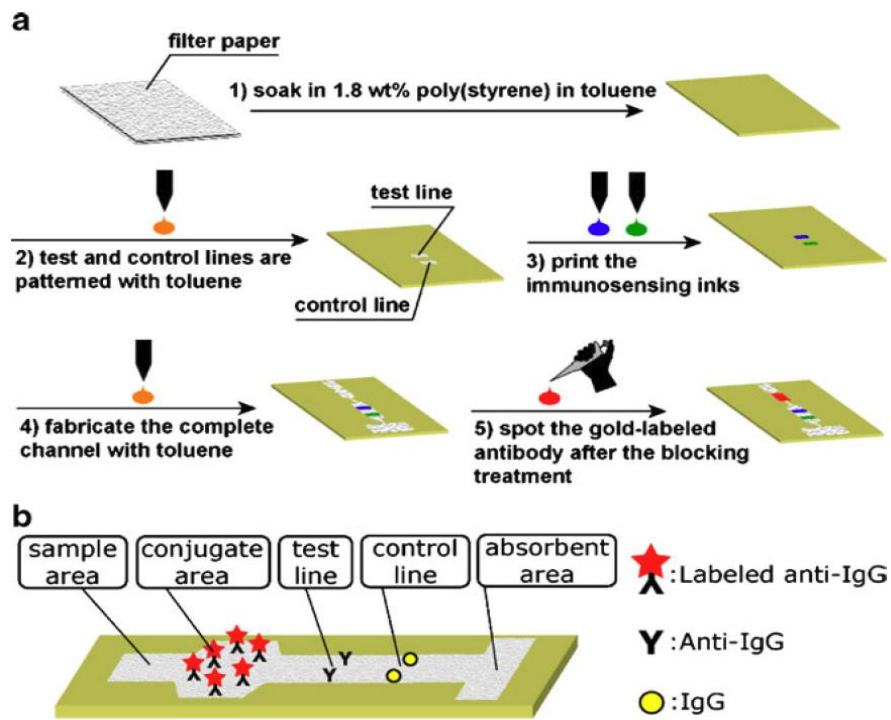 a
filter paper
1) soak in 1.8 wt% poly(styrene) in toluene
test line
2) test and control lines are
patterned with toluene
control line
3) print the
immunosensing inks
4) fabricate the complete
channel with toluene
5) spot the gold-labeled
antibody after the blocking
treatment
b
sample
area
conjugate
area
test
line
control
line
absorbent
area
:Labeled anti-IgG
:Anti-IgG
:IgG